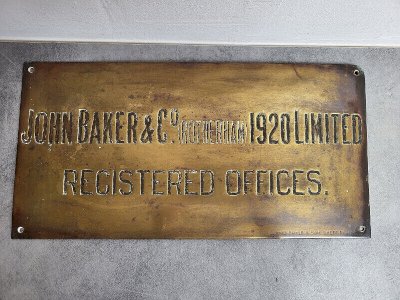 JOHN BAKER & Co (ROTHERHAM) 1920 LIMITED
REGISTERED OFFICES.